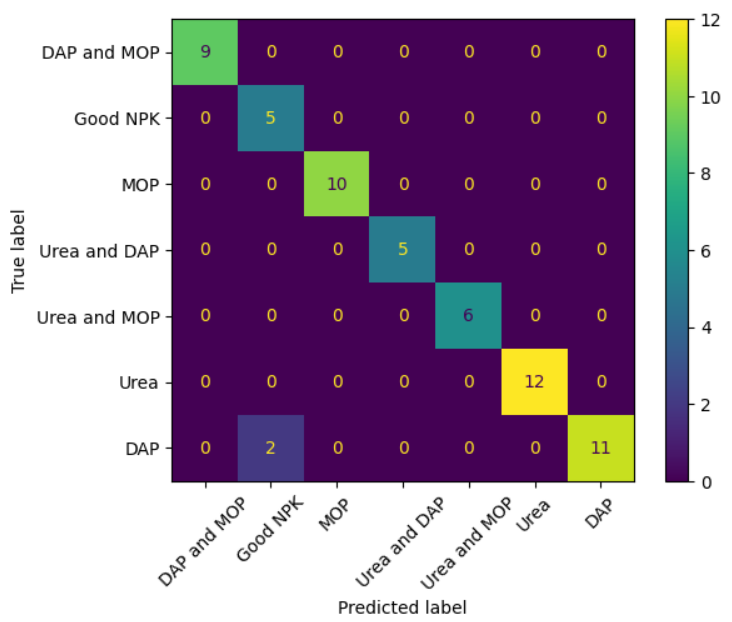 DAP and MOP 9 0 0 0 0 0 0
Good NPK 0 5 0 0 0 0 0
MOP 0 0 10 0 0 0 0
Urea and DAP 0 0 0 5 0 0 0
Urea and MOP 0 0 0 0 6 0 0
Urea 0 0 0 0 0 12 0
DAP 0 2 0 0 0 0 11
True label
DAP and MOP Good NPK MOP Urea and DAP Urea and MOP Urea DAP
Predicted label
12
10
8
6
4
2
0